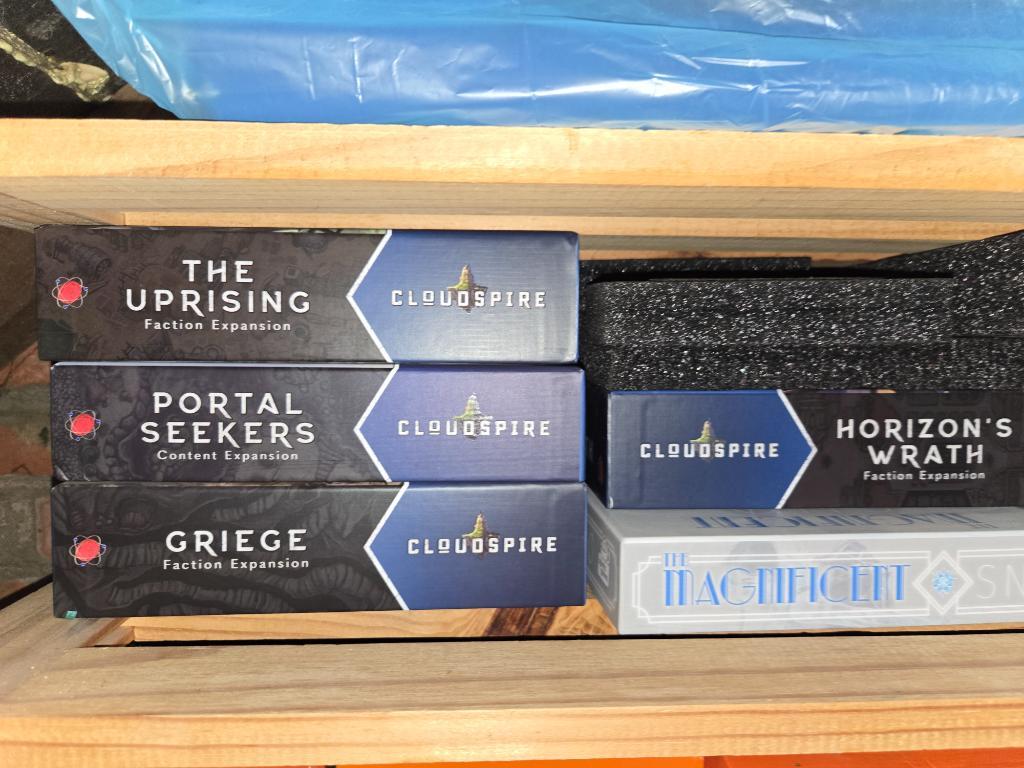 THE
UPRISING
Faction Expansion
CLOUDSPIRE
PORTAL
SEEKERS
Content Expansion
CLOUDSPIRE
GRIEGE
Faction Expansion
CLOUDSPIRE
CLOUDSPIRE
HORIZON'S
WRATH
Faction Expansion
MAGNIFICENT
THE
MAGNIFICENT